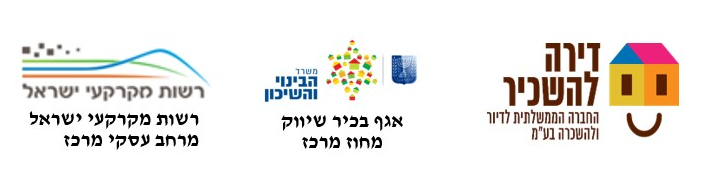 דירה
להשכיר
החברה הממשלתית לדיור
ולהשכרה בע"מ
משרד
הבינוי
והשיכון
אגף בכיר שיווק
מחוז מרכז
רשות מקרקעי ישראל
רשות מקרקעי ישראל
מרחב עסקי מרכז